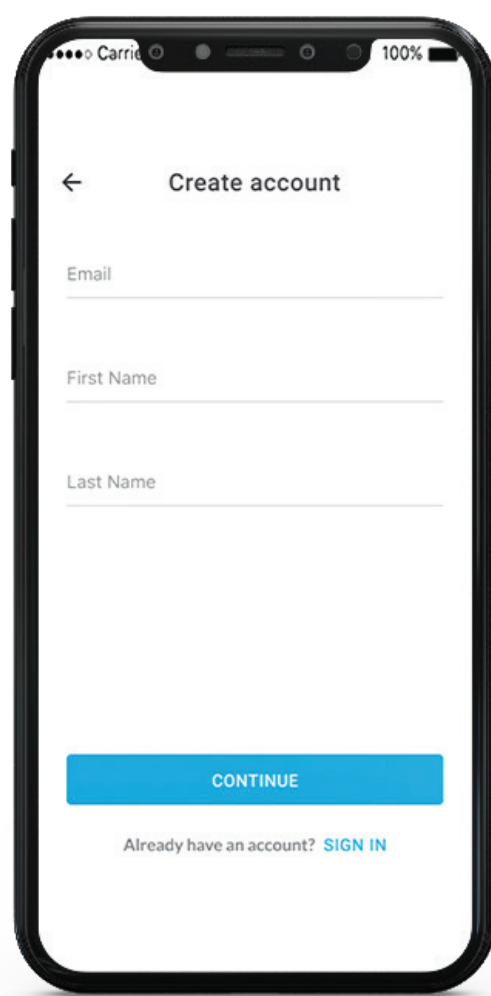 Carrie 100%
Create account
Email
First Name
Last Name
CONTINUE
Already have an account? SIGN IN